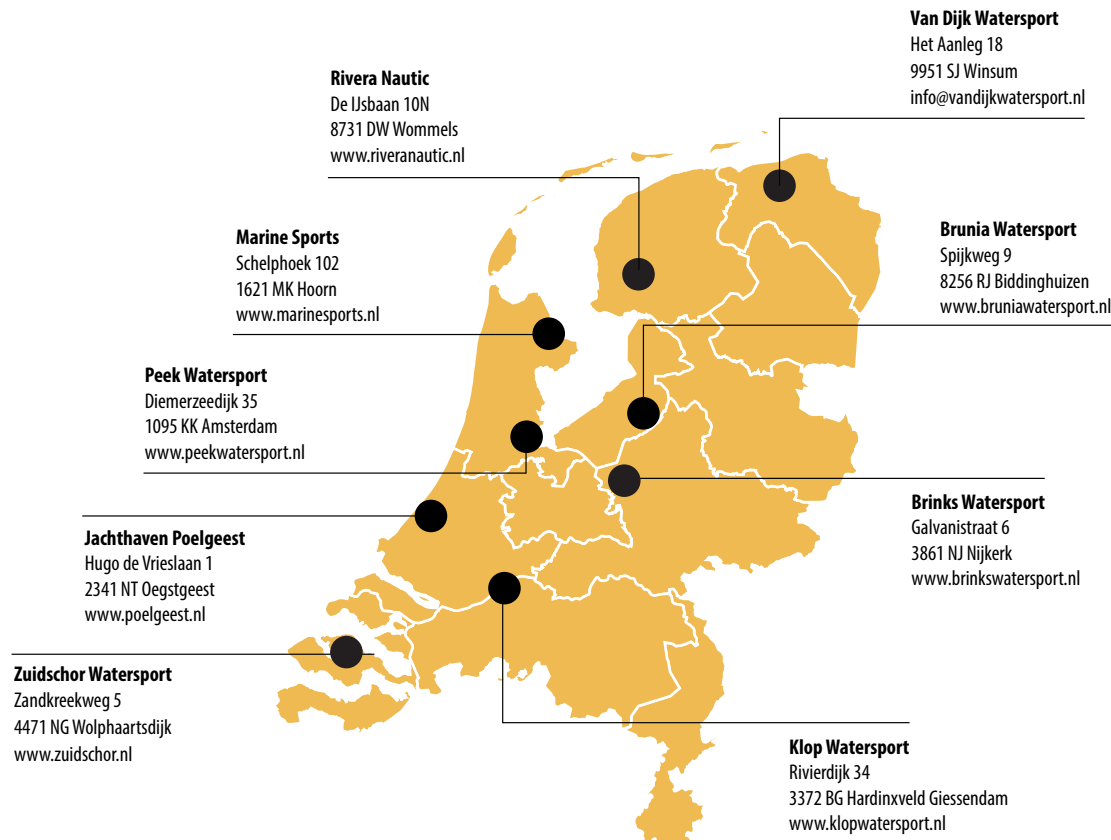 Van Dijk Watersport
Het Aanleg 18
9951 SJ Winsum
info@vandijkwatersport.nl
Rivera Nautic
De IJsbaan 10N
8731 DW Wommels
www.riveranautic.nl
Marine Sports
Schelphoek 102
1621 MK Hoorn
www.marinesports.nl
Brunia Watersport
Spijkweg 9
8256 RJ Biddinghuizen
www.bruniawatersport.nl
Peek Watersport
Diemerzeedijk 35
1095 KK Amsterdam
www.peekwatersport.nl
Brinks Watersport
Galvanistraat 6
3861 NJ Nijkerk
www.brinkswatersport.nl
Jachthaven Poelgeest
Hugo de Vrieslaan 1
2341 NT Oegstgeest
www.poelgeest.nl
Zuidschor Watersport
Zandkreekweg 5
4471 NG Wolphaartsdijk
www.zuidschor.nl
Klop Watersport
Rivierdijk 34
3372 BG Hardinxveld Giessendam
www.klopwatersport.nl